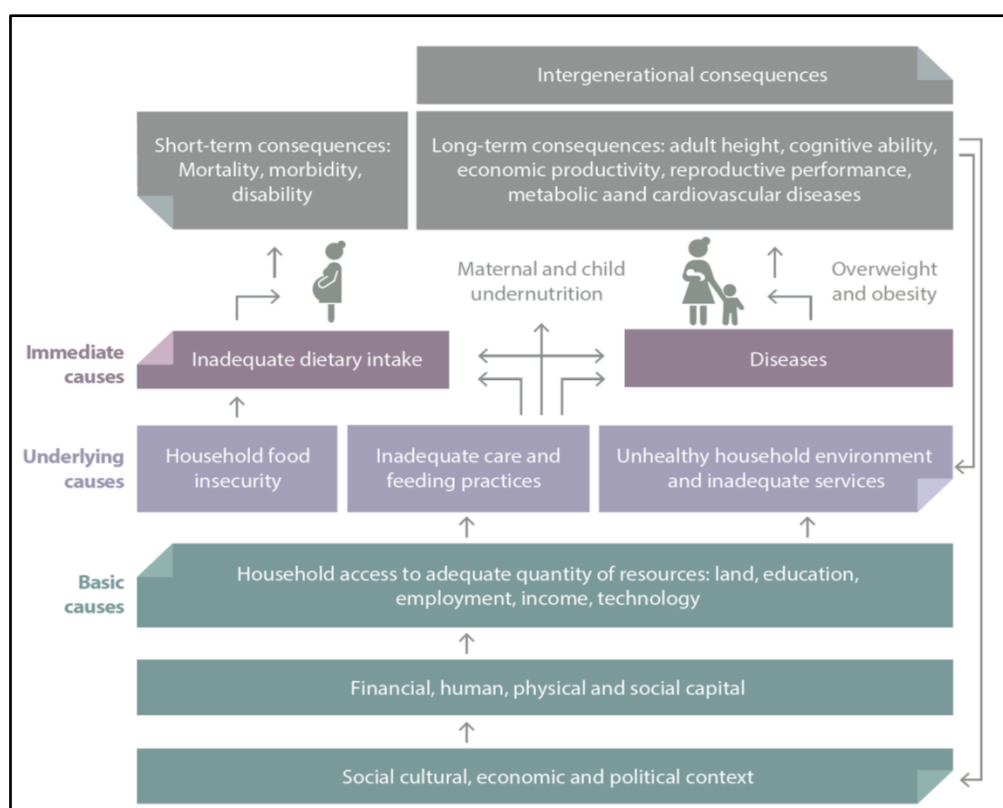 Intergenerational consequences
Short-term consequences:
Mortality, morbidity,
disability
Long-term consequences: adult height, cognitive ability,
economic productivity, reproductive performance,
metabolic aand cardiovascular diseases
Maternal and child
undernutrition
Overweight
and obesity
Immediate
causes
Inadequate dietary intake
Diseases
Underlying
causes
Household food
insecurity
Inadequate care and
feeding practices
Unhealthy household environment
and inadequate services
Basic
causes
Household access to adequate quantity of resources: land, education,
employment, income, technology
Financial, human, physical and social capital
Social cultural, economic and political context